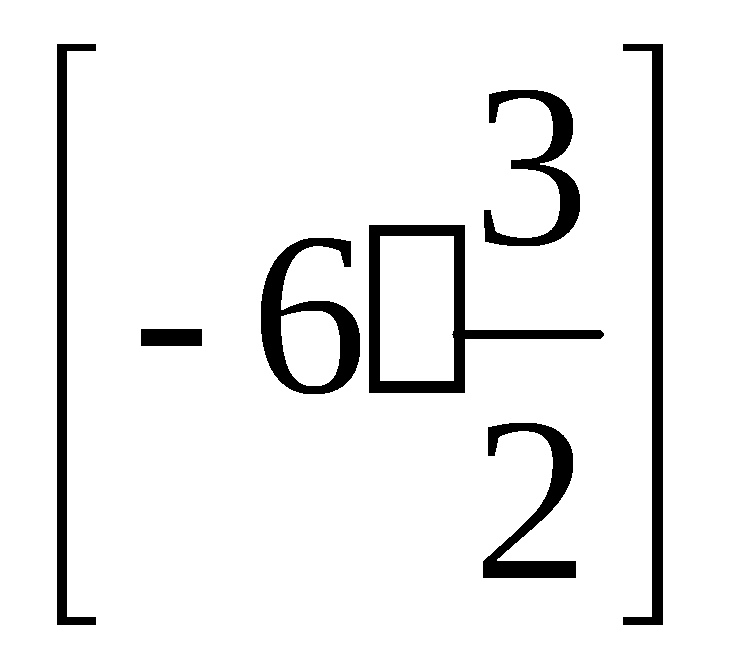 [ - 6□ 3/2 ]